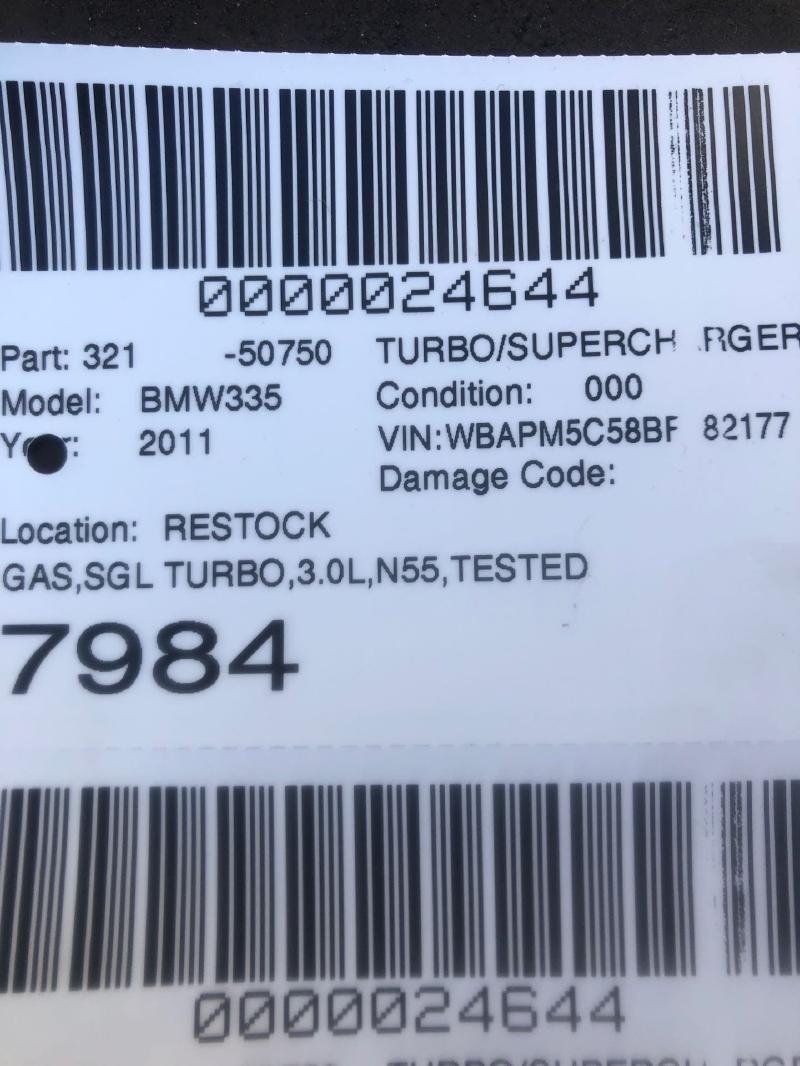 0000024644
Part: 321 -50750 TURBO/SUPERCH RGER
Model: BMW335 Condition: 000
2011 VIN:WBAPM5C58BF 82177
Damage Code:
Location: RESTOCK
GAS,SGL TURBO,3.0L,N55,TESTED
7984
0000024644